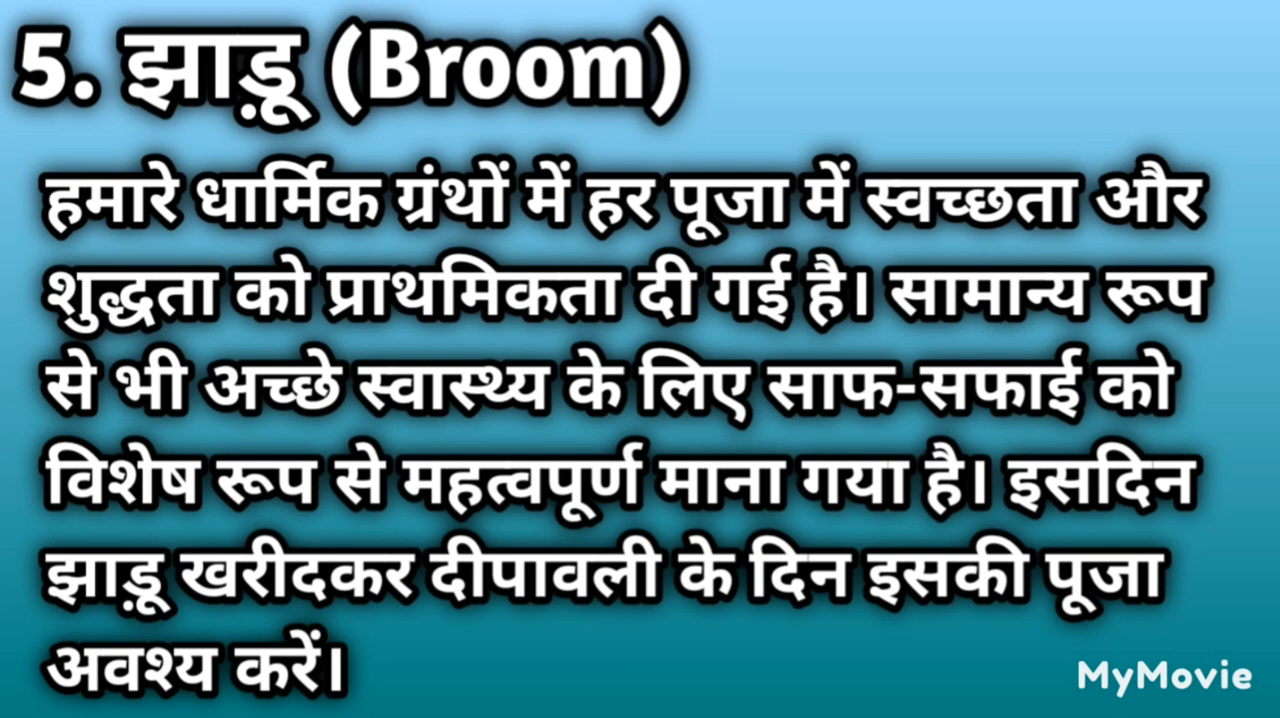 5. झाड़ू (Broom)
हमारे धार्मिक ग्रंथों में हर पूजा में स्वच्छता और
शुद्धता को प्राथमिकता दी गई है। सामान्य रूप
से भी अच्छे स्वास्थ्य के लिए साफ-सफाई को
विशेष रूप से महत्वपूर्ण माना गया है। इसदिन
झाड़ू खरीदकर दीपावली के दिन इसकी पूजा
अवश्य करें।
MyMovie